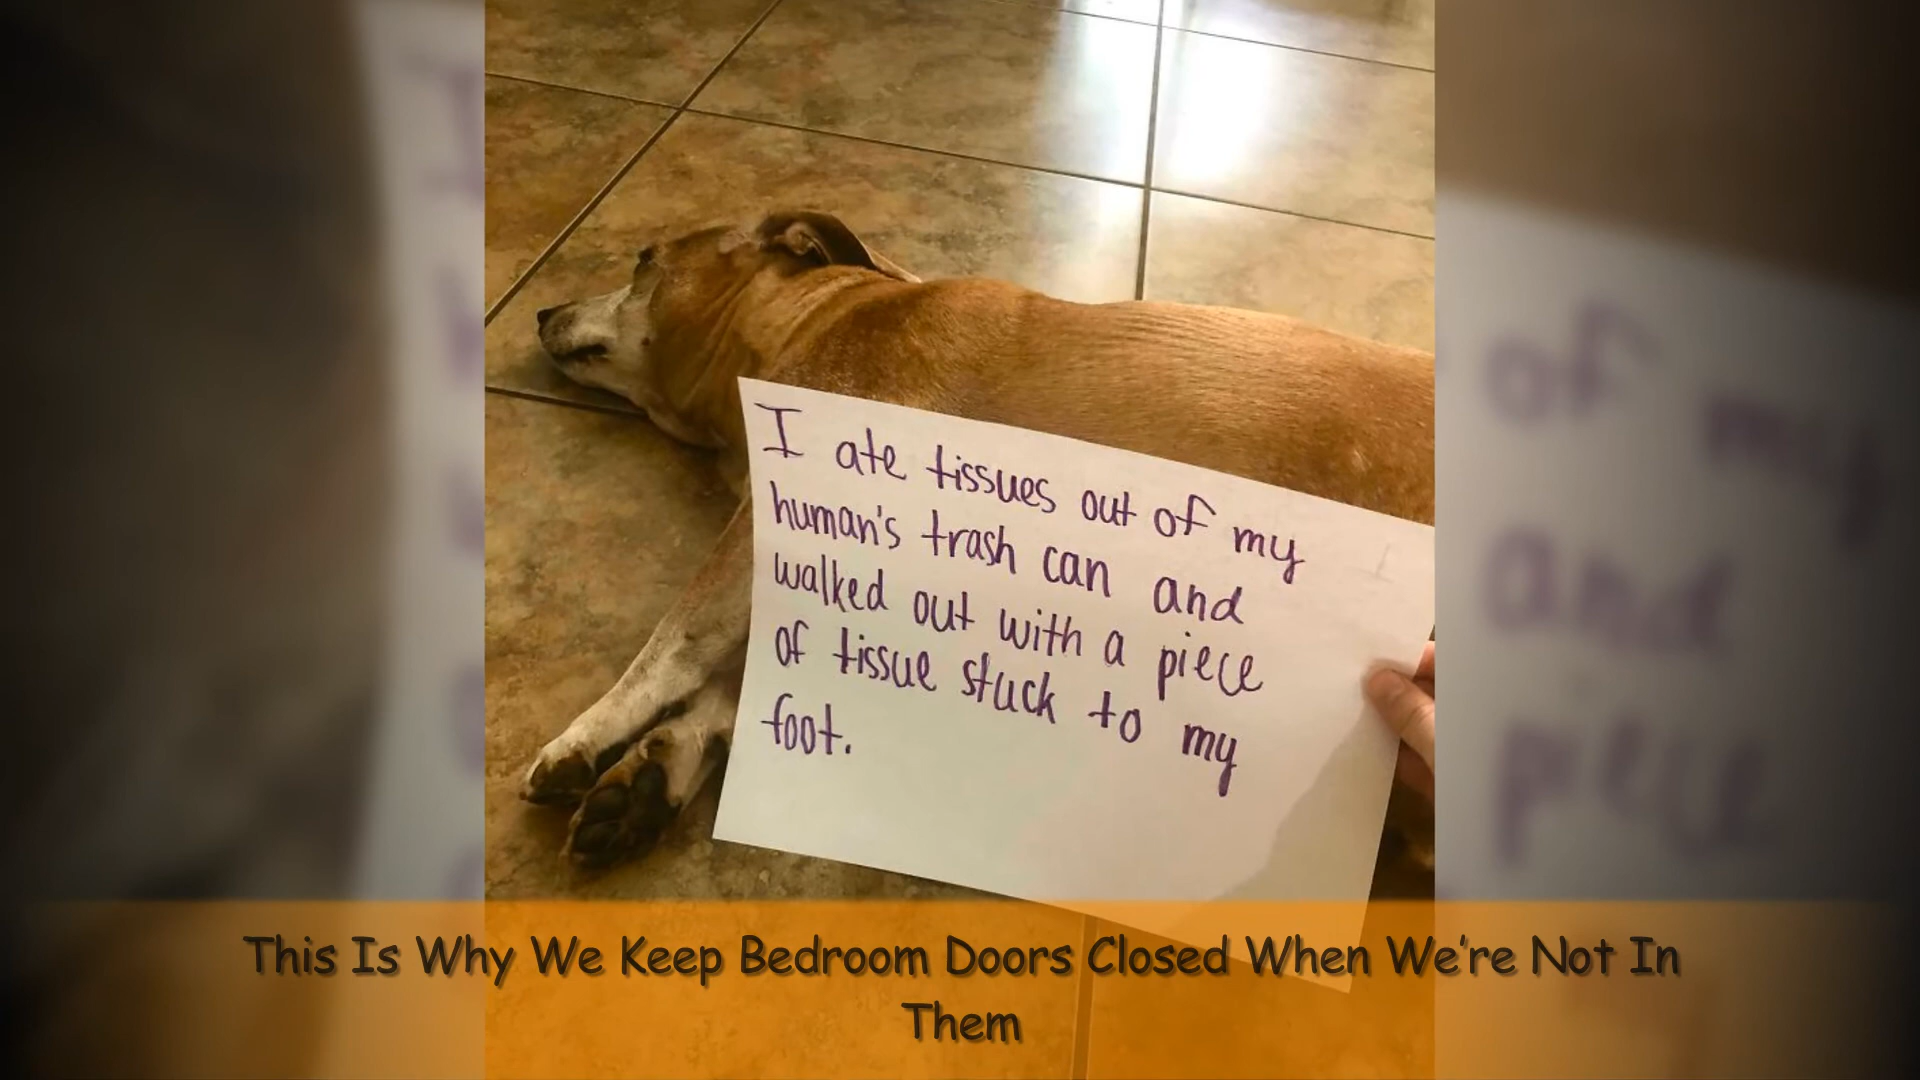 I ate tissues out of my
human's trash can and
walked out with a piece
of tissue stuck to my
foot.
This Is Why We Keep Bedroom Doors Closed When We’re Not In
Them